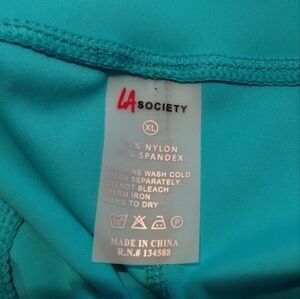 LA SOCIETY
XL
% NYLON
% SPANDEX
MACHINE WASH COLD
WASH SEPARATELY
DO NOT BLEACH
WARM IRON
HANG TO DRY
P
MADE IN CHINA
R.N.# 134588